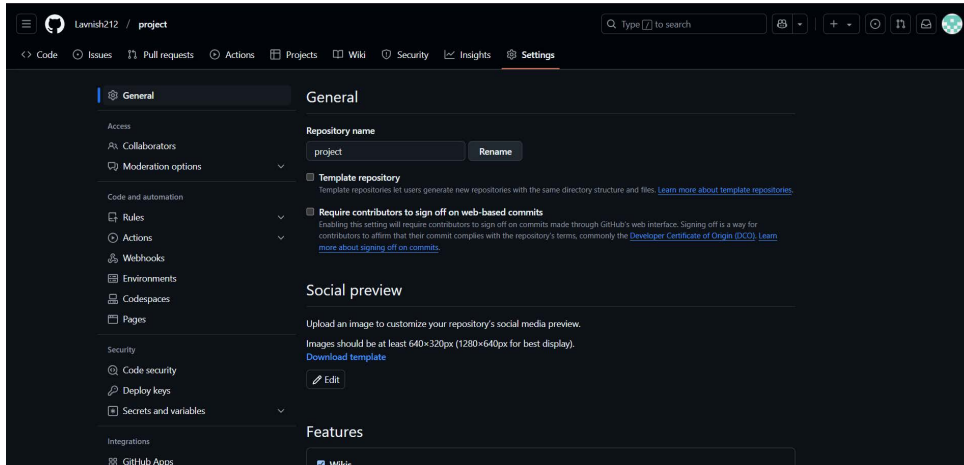 Lavnish212 / project
Type / to search
Code Issues Pull requests Actions Projects Wiki Security Insights Settings
General
Access
Collaborators
Moderation options
Code and automation
Rules
Actions
Webhooks
Environments
Codespaces
Pages
Security
Code security
Deploy keys
Secrets and variables
Integrations
GitHub Apps
General
Repository name
project Rename
Template repository
Template repositories let users generate new repositories with the same directory structure and files. Learn more about template repositories.
Require contributors to sign off on web-based commits
Enabling this setting will require contributors to sign off on commits made through GitHub's web interface. Signing off is a way for
contributors to affirm that their commit complies with the repository's terms, commonly the Developer Certificate of Origin (DCO). Learn
more about signing off on commits.
Social preview
Upload an image to customize your repository's social media preview.
Images should be at least 640×320px (1280×640px for best display).
Download template
Edit
Features
Wikis